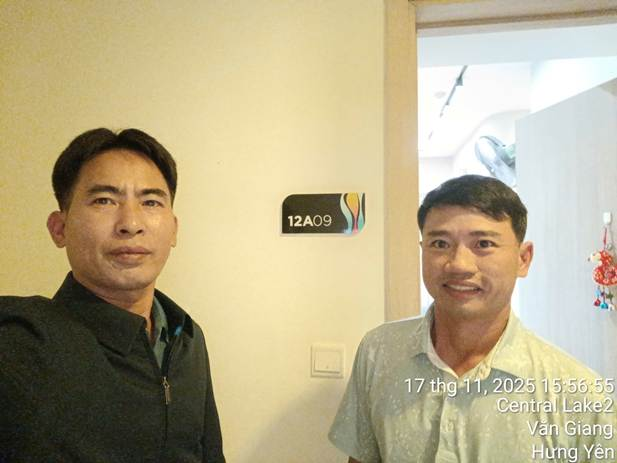 12A09
17 thg 11, 2025 15:56:55
Central Lake2
Văn Giang
Hưng Yên